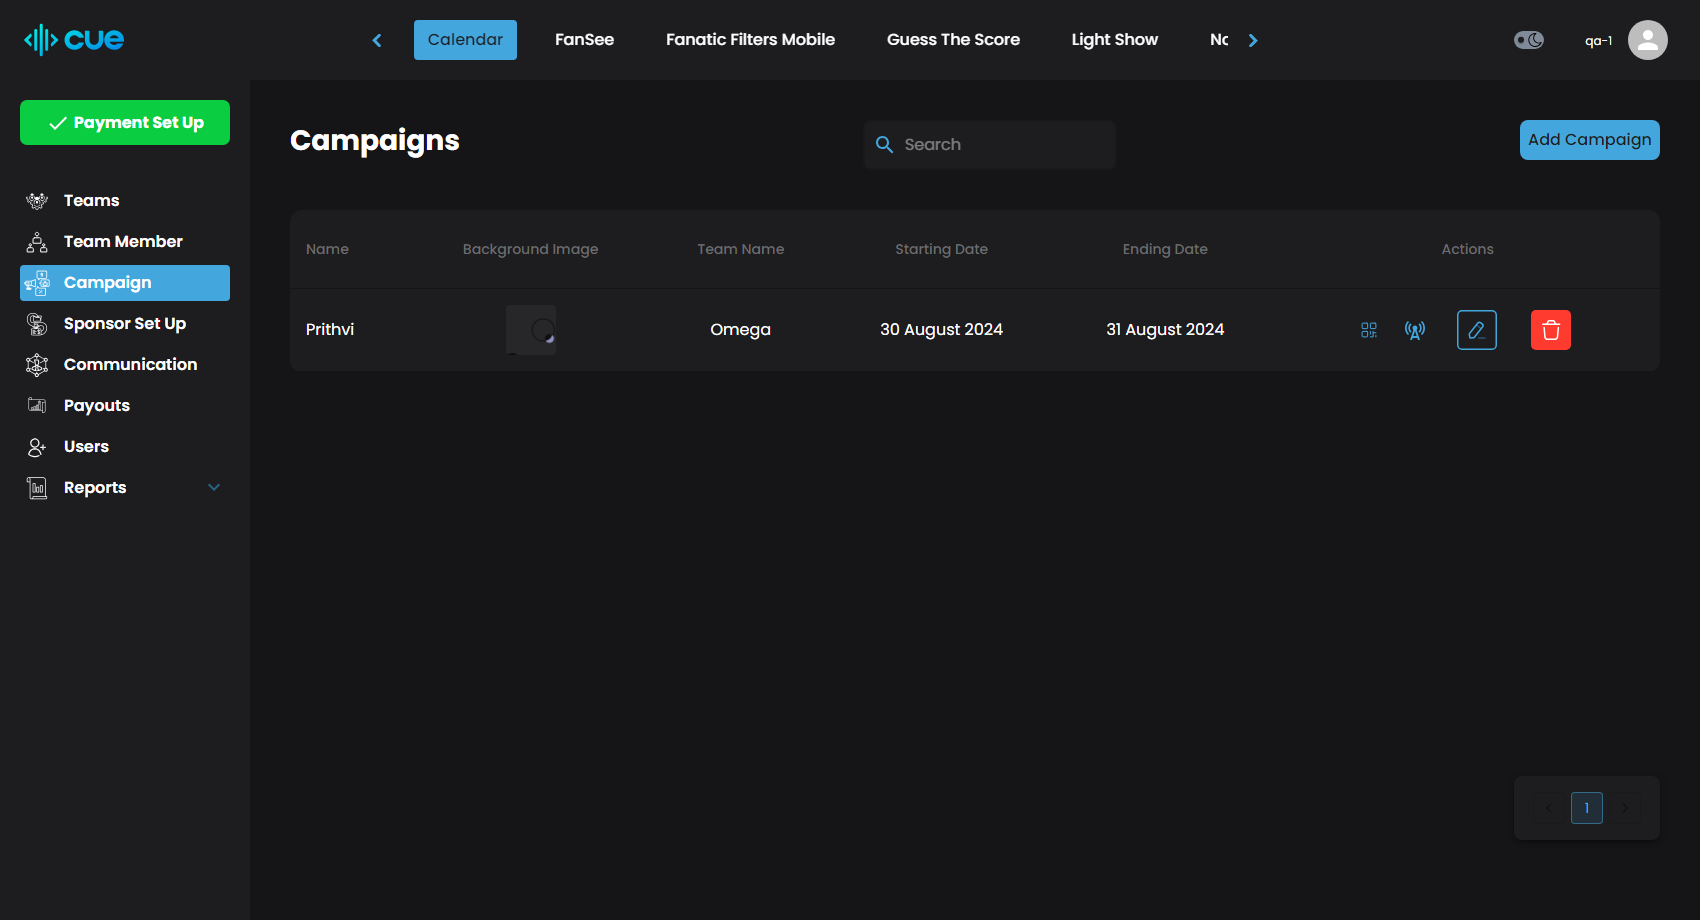 cue
Calendar
FanSee
Fanatic Filters Mobile
Guess The Score
Light Show
qa-1
Payment Set Up
Teams
Team Member
Campaign
Sponsor Set Up
Communication
Payouts
Users
Reports
Campaigns
Search
Add Campaign
Name Background Image Team Name Starting Date Ending Date Actions
Prithvi Omega 30 August 2024 31 August 2024
1